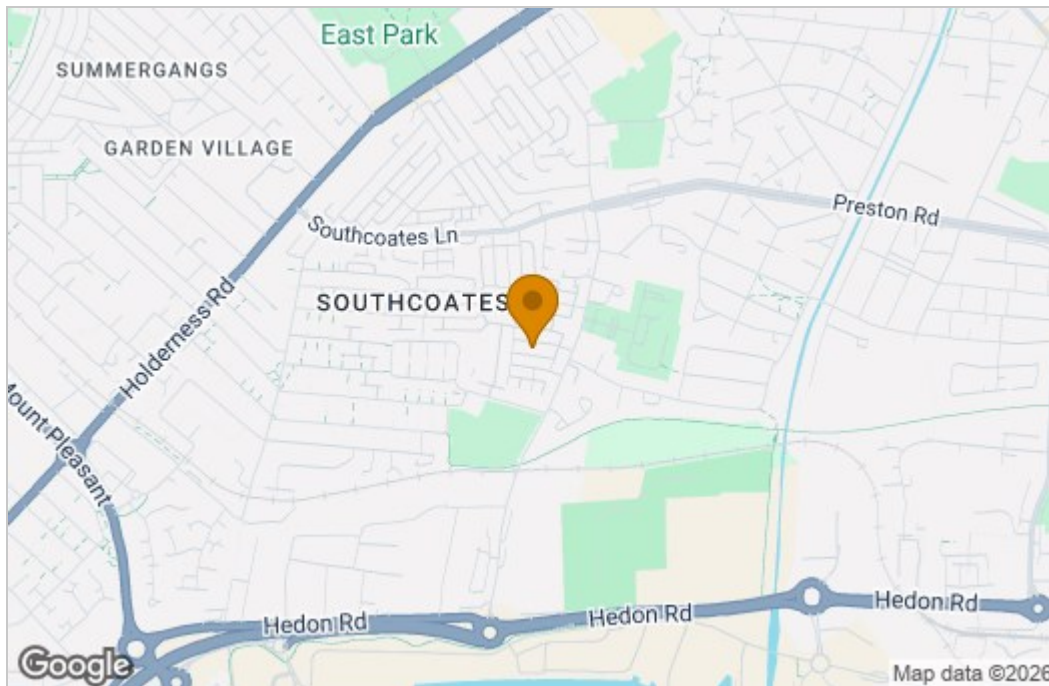 East Park
SUMMERGANGS
GARDEN VILLAGE
Preston Rd
Southcoates Ln
SOUTHCOATES
Holderness Rd
Mount Pleasant
Hedon Rd
Hedon Rd
Hedon Rd
Google
Map data ©2026